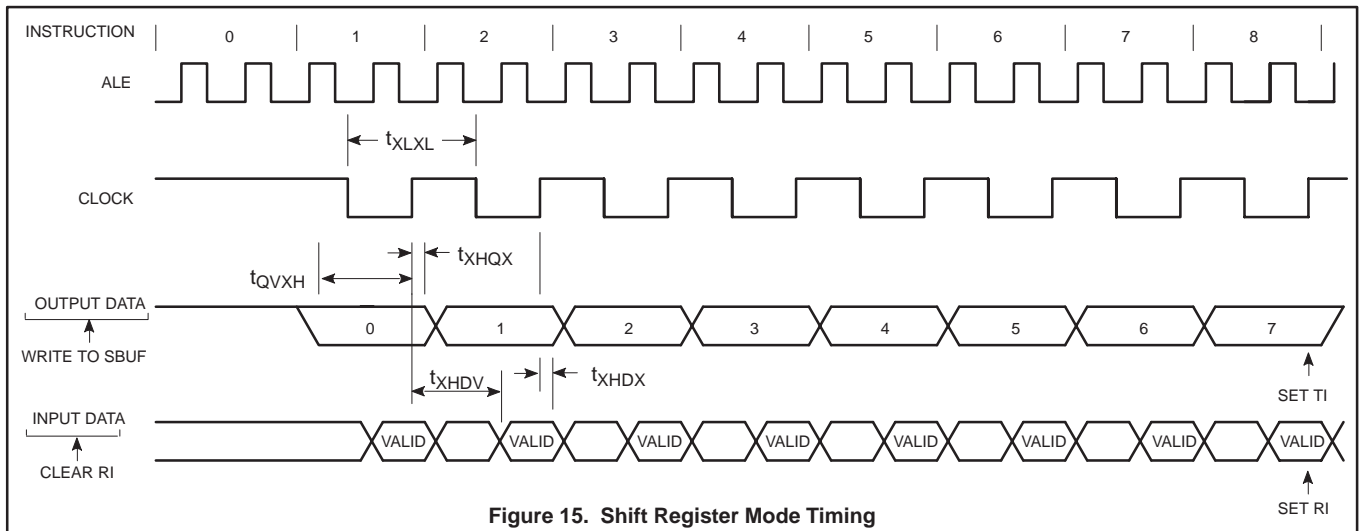 INSTRUCTION 0 1 2 3 4 5 6 7 8
ALE
tXLXL
CLOCK
tXHQX
tQVXH
OUTPUT DATA
0 1 2 3 4 5 6 7
WRITE TO SBUF
tXHDV
tXHDX
SET TI
INPUT DATA
VALID VALID VALID VALID VALID VALID VALID VALID
CLEAR RI
SET RI
Figure 15. Shift Register Mode Timing